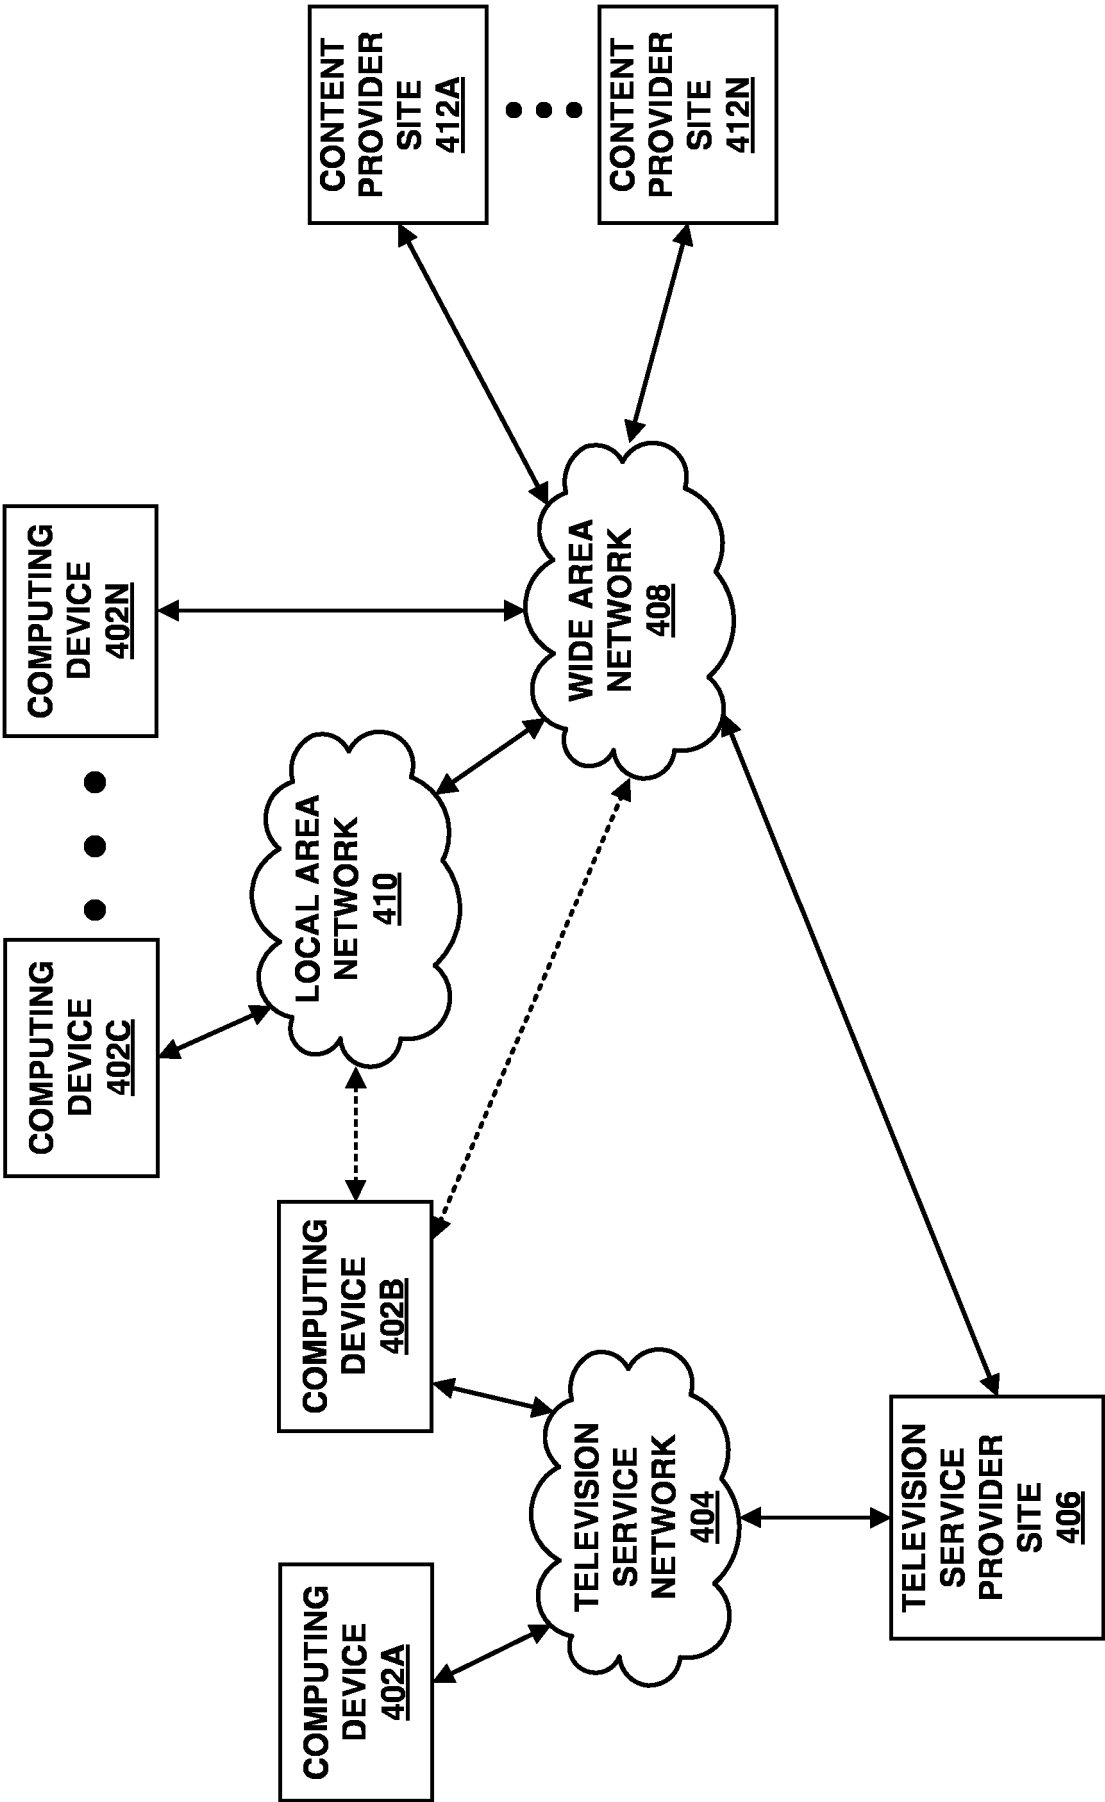 COMPUTING
DEVICE
402A
COMPUTING
DEVICE
402B
COMPUTING
DEVICE
402C
COMPUTING
DEVICE
402N
TELEVISION
SERVICE
NETWORK
404
LOCAL AREA
NETWORK
410
WIDE AREA
NETWORK
408
TELEVISION
SERVICE
PROVIDER
SITE
406
CONTENT
PROVIDER
SITE
412A
CONTENT
PROVIDER
SITE
412N